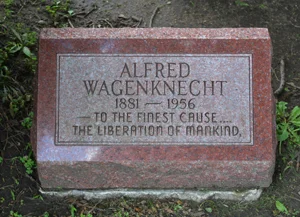 ALFRED
WAGENKNECHT
1881 — 1956
— TO THE FINEST CAUSE....
THE LIBERATION OF MANKIND.